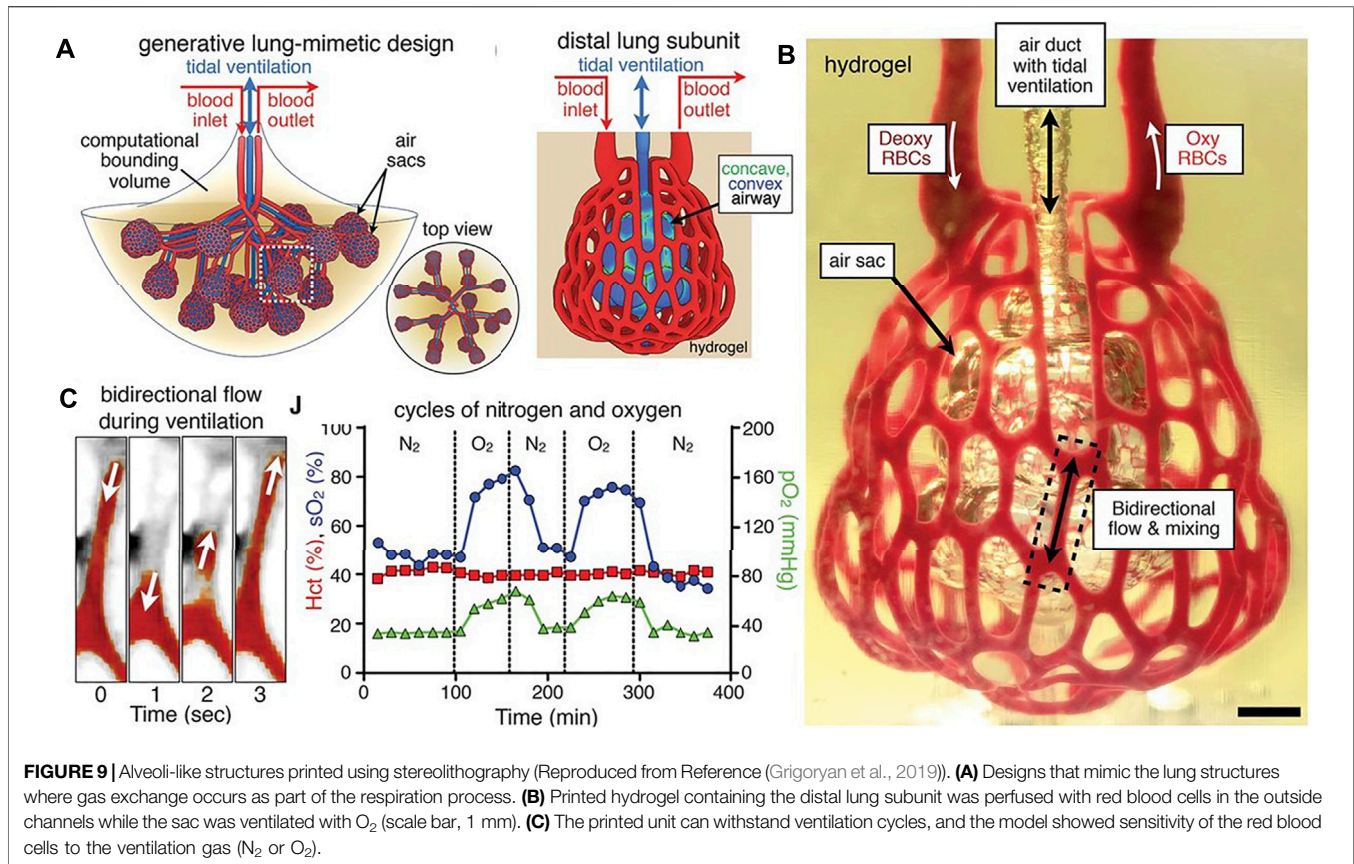 A
generative lung-mimetic design
tidal ventilation
blood inlet
blood outlet
computational bounding volume
air sacs
top view
distal lung subunit
tidal ventilation
blood inlet
blood outlet
concave, convex airway
hydrogel
B
hydrogel
air duct with tidal ventilation
Deoxy RBCs
Oxy RBCs
air sac
Bidirectional flow & mixing
C
bidirectional flow
during ventilation
0 1 2 3
Time (sec)
J
cycles of nitrogen and oxygen
N₂ O₂ N₂ O₂ N₂
Hct (%), sO₂ (%)
100
80
60
40
20
0
200
160
120
80
40
0
pO₂ (mmHg)
0 100 200 300 400
Time (min)
FIGURE 9 | Alveoli-like structures printed using stereolithography (Reproduced from Reference (Grigoryan et al., 2019)). (A) Designs that mimic the lung structures
where gas exchange occurs as part of the respiration process. (B) Printed hydrogel containing the distal lung subunit was perfused with red blood cells in the outside
channels while the sac was ventilated with O₂ (scale bar, 1 mm). (C) The printed unit can withstand ventilation cycles, and the model showed sensitivity of the red blood
cells to the ventilation gas (N₂ or O₂).